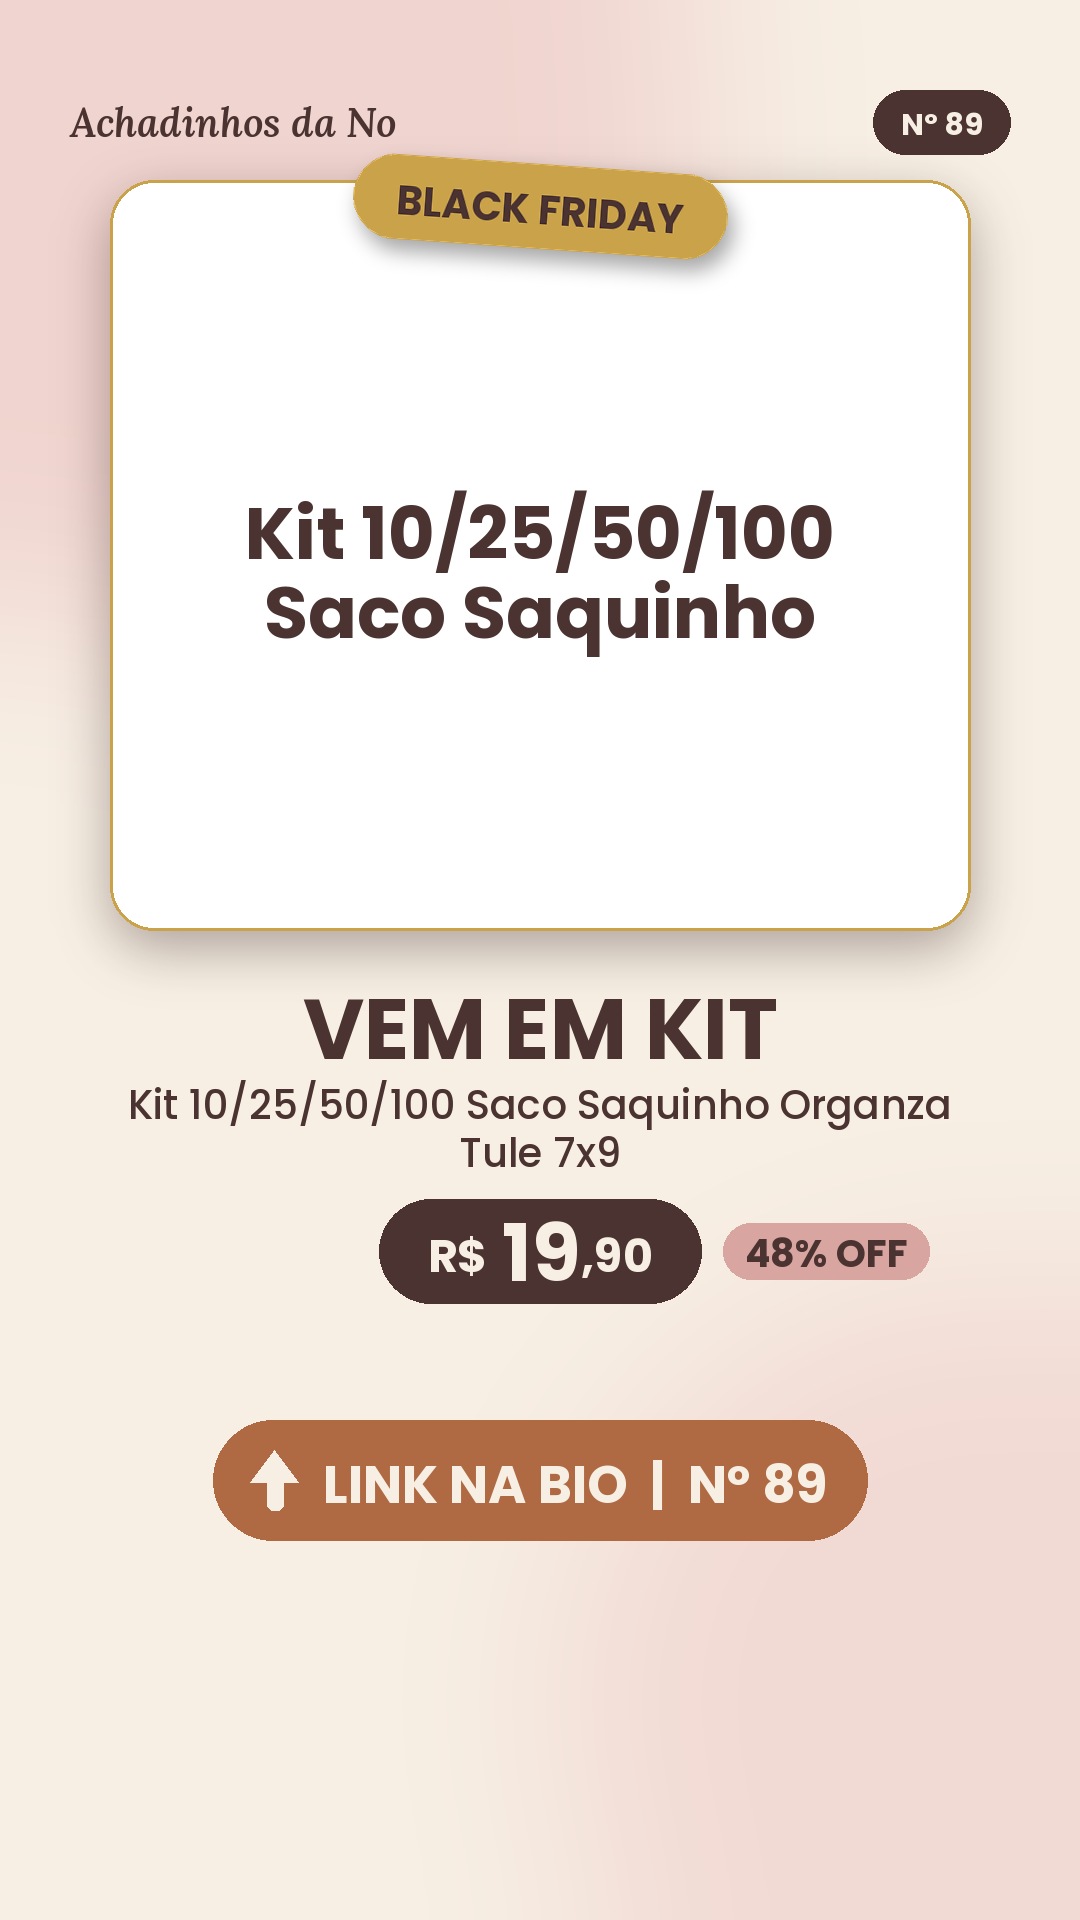 Achadinhos da No
Nº 89
BLACK FRIDAY
Kit 10/25/50/100
Saco Saquinho
VEM EM KIT
Kit 10/25/50/100 Saco Saquinho Organza
Tule 7x9
R$ 19,90
48% OFF
LINK NA BIO | Nº 89